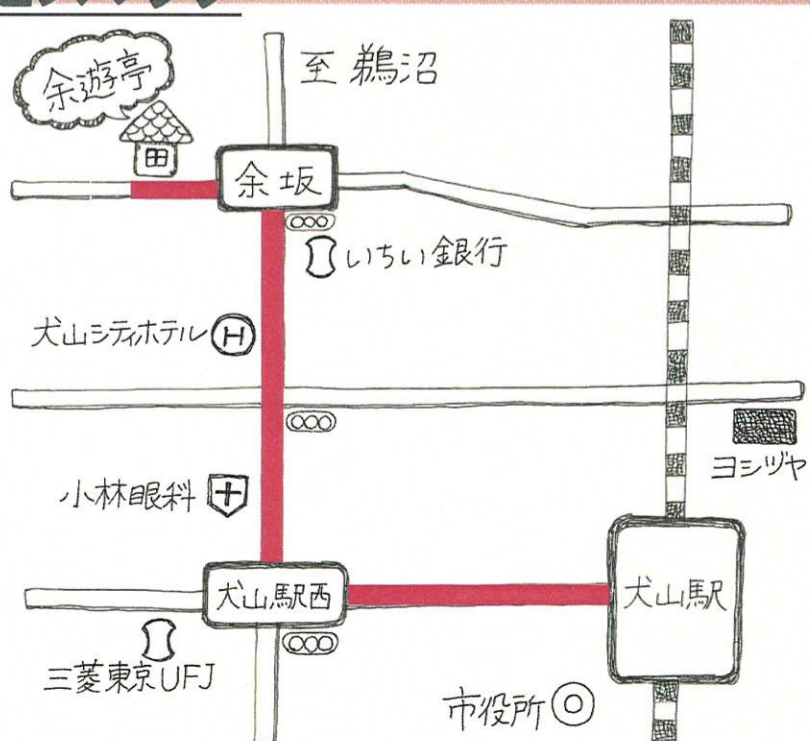 至 鵜沼
余遊亭
余坂
いちい銀行
犬山シティホテル H
ヨシヅヤ
小林眼科
犬山駅西
犬山駅
三菱東京UFJ
市役所